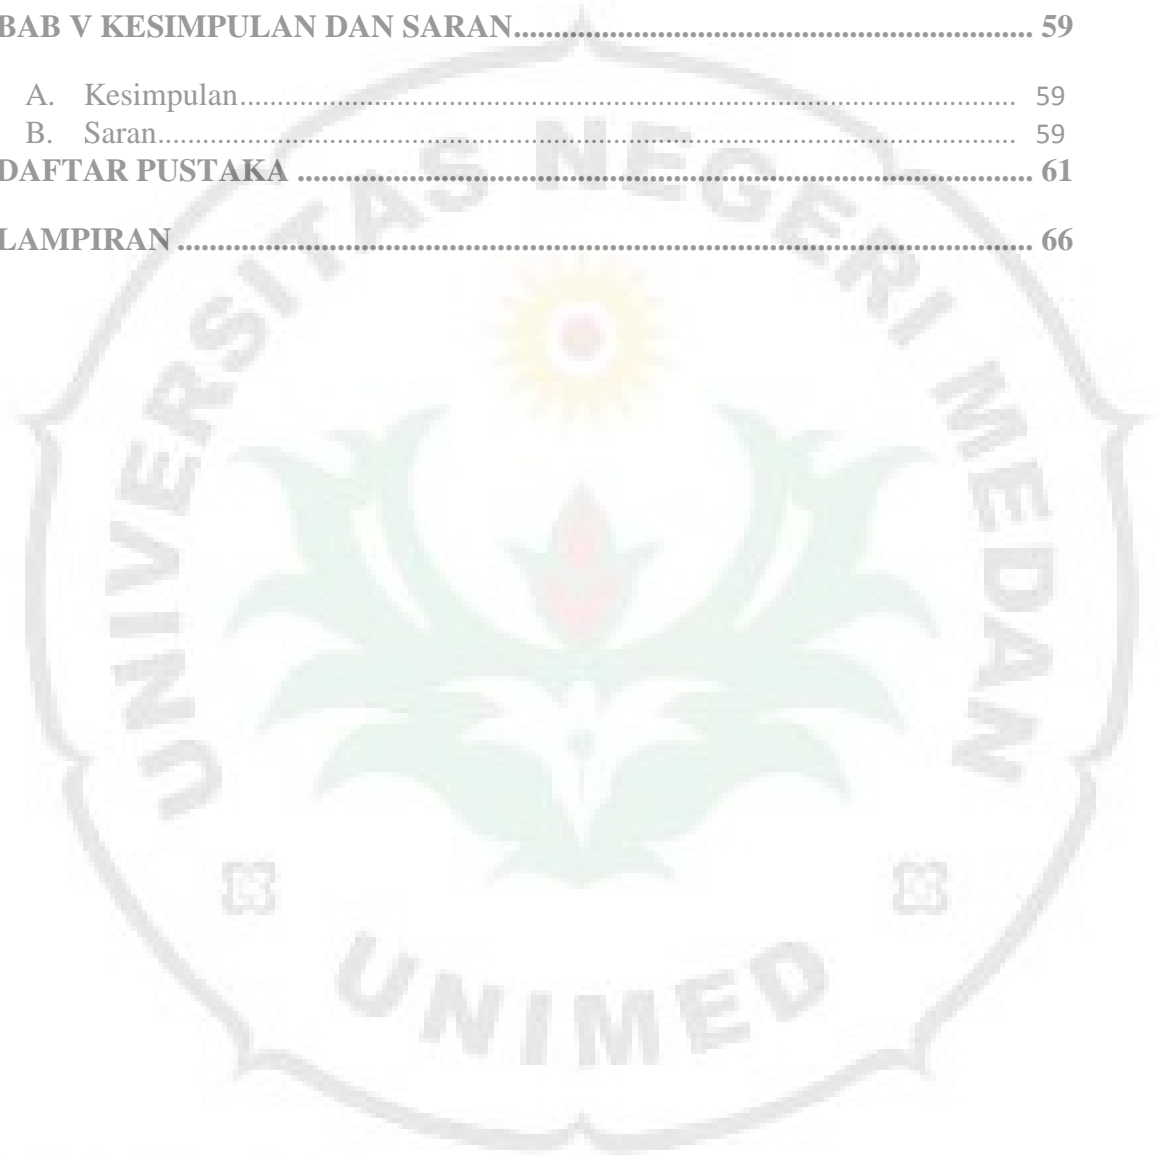 BAB V KESIMPULAN DAN SARAN.................................................................. 59
A. Kesimpulan...................................................................................... 59
B. Saran............................................................................................... 59
DAFTAR PUSTAKA ............................................................................................. 61
LAMPIRAN ............................................................................................................ 66
UNIVERSITAS NEGERI MEDAN
UNIMED